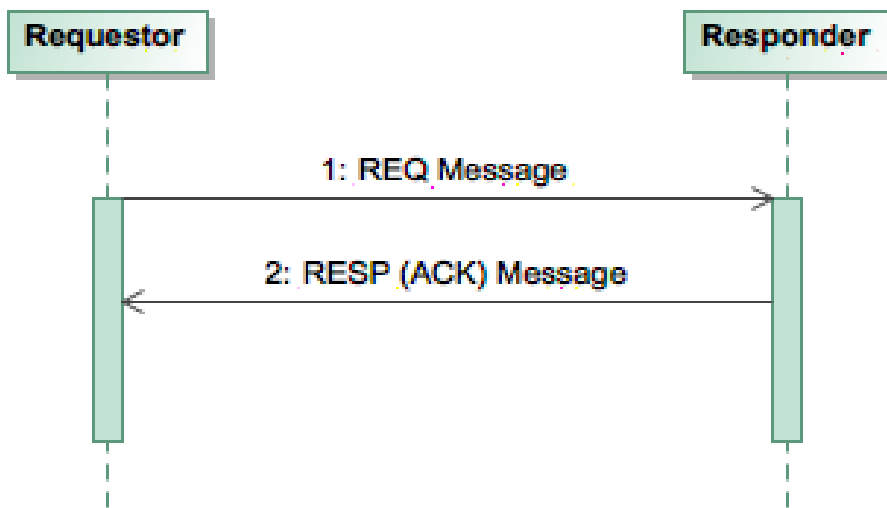 Requestor
Responder
1: REQ Message
2: RESP (ACK) Message